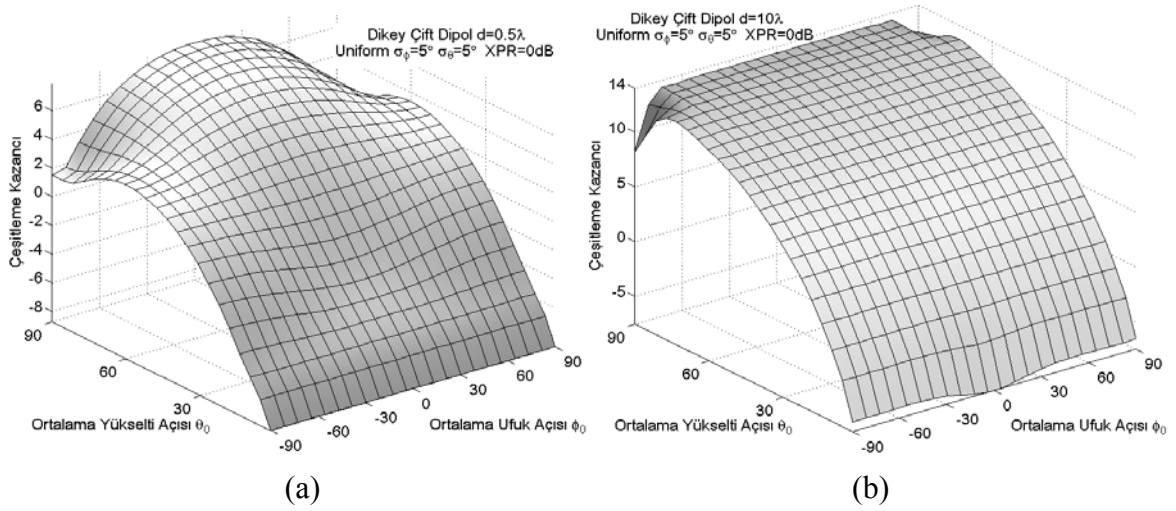 Dikey Çift Dipol d=0.5λ
Uniform σϕ=5° σθ=5° XPR=0dB
Çeşitleme Kazancı
6
4
2
0
-2
-4
-6
-8
90
60
30
Ortalama Yükselti Açısı θ0
-90
-60
-30
0
30
60
90
Ortalama Ufuk Açısı ϕ0
(a)
Dikey Çift Dipol d=10λ
Uniform σϕ=5° σθ=5° XPR=0dB
Çeşitleme Kazancı
14
10
5
0
-5
90
60
30
Ortalama Yükselti Açısı θ0
-90
-60
-30
0
30
60
90
Ortalama Ufuk Açısı ϕ0
(b)